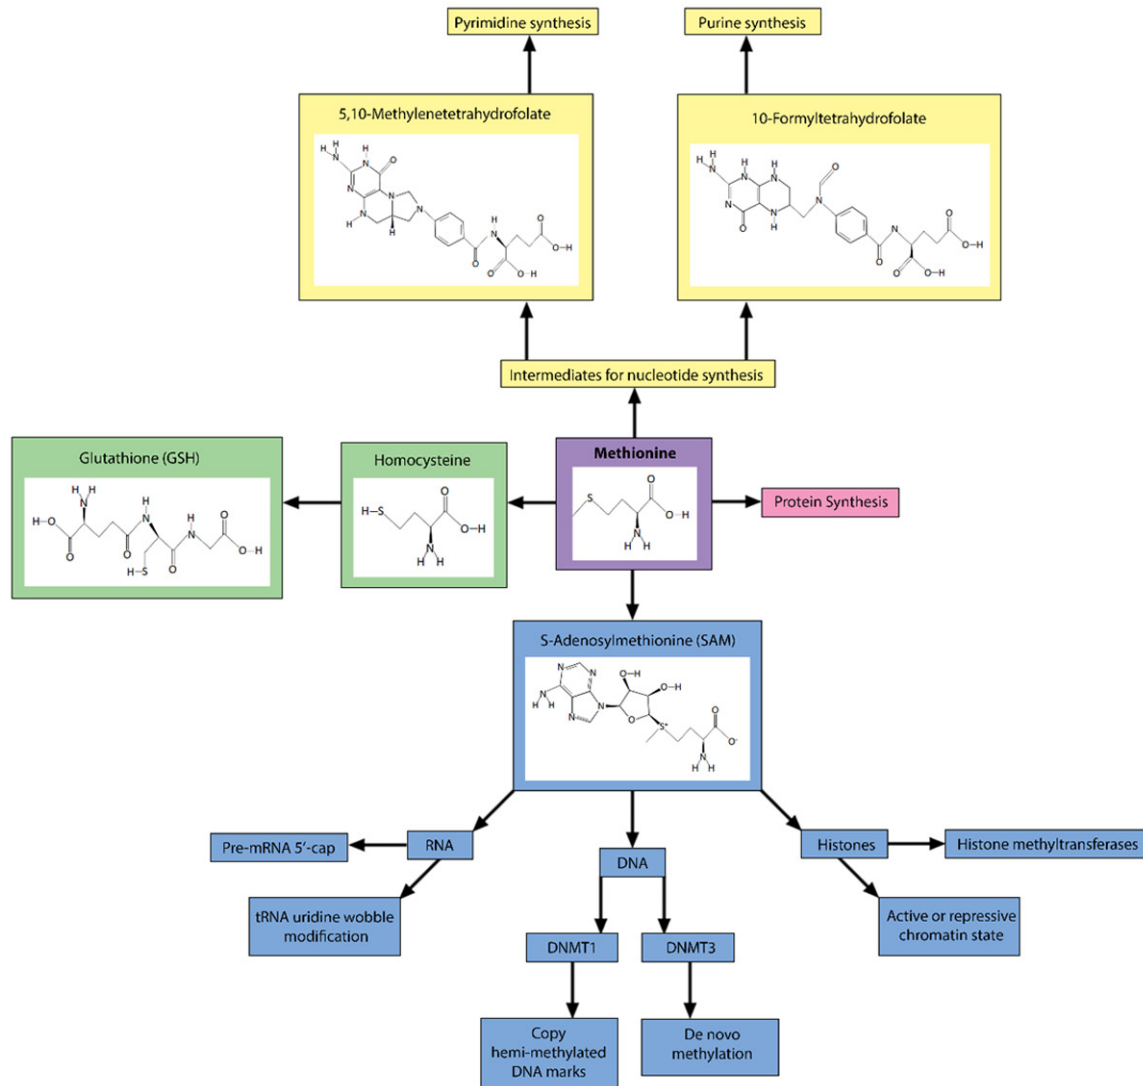 Pyrimidine synthesis
Purine synthesis
5,10-Methylenetetrahydrofolate
10-Formyltetrahydrofolate
Intermediates for nucleotide synthesis
Glutathione (GSH)
Homocysteine
Methionine
Protein Synthesis
S-Adenosylmethionine (SAM)
Pre-mRNA 5′-cap
RNA
Histones
Histone methyltransferases
DNA
tRNA uridine wobble
modification
Active or repressive
chromatin state
DNMT1
DNMT3
Copy
hemi-methylated
DNA marks
De novo
methylation